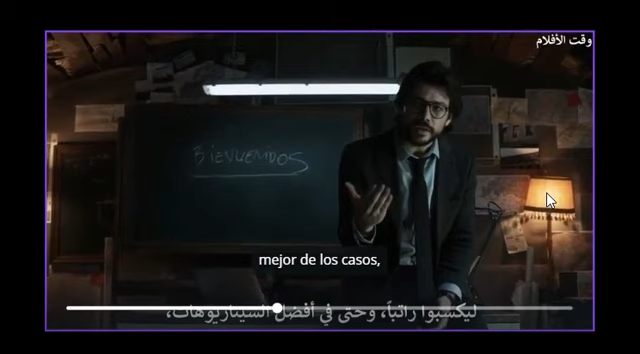 وقت الأفلام
BIENVENIDOS
mejor de los casos,
ليكسبوا راتباً، وحتى في أفضل السيناريوهات،